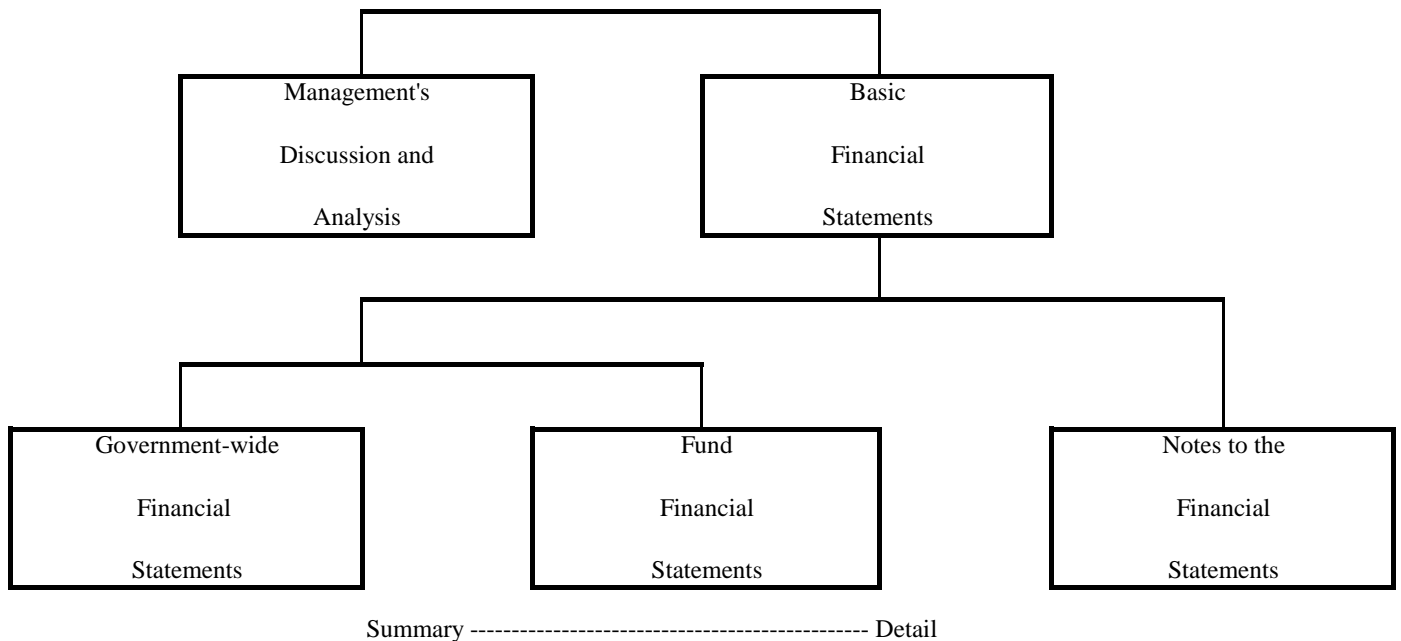 Management's
Discussion and
Analysis
Basic
Financial
Statements
Government-wide
Financial
Statements
Fund
Financial
Statements
Notes to the
Financial
Statements
Summary ------------------------------------------------ Detail